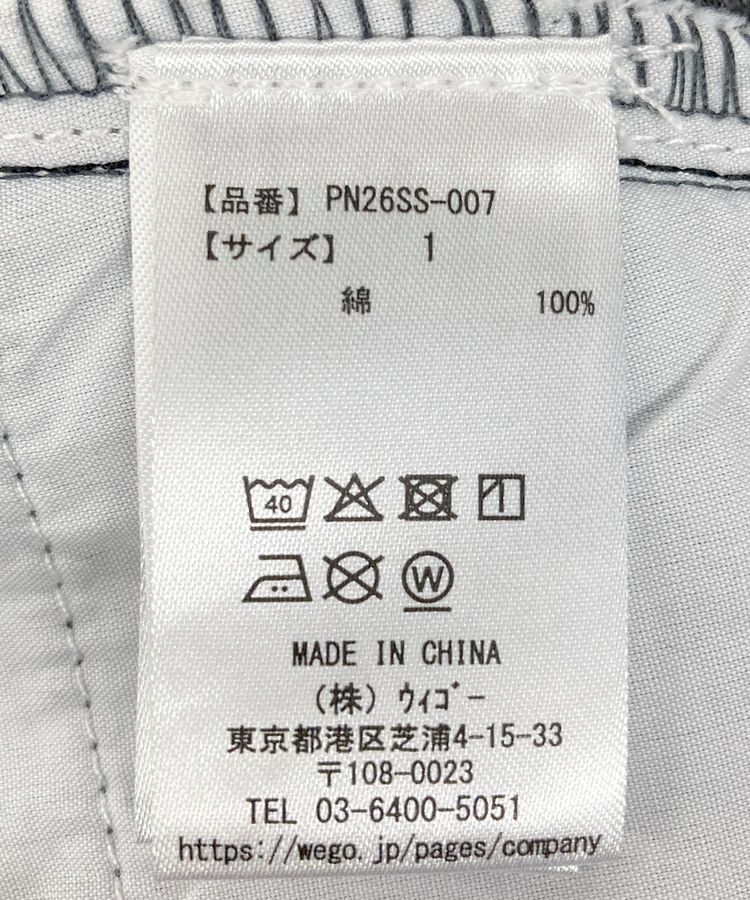 【品番】 PN26SS-007
【サイズ】 1
綿 100%
40
MADE IN CHINA
(株) ｳｨｺﾞｰ
東京都港区芝浦4-15-33
〒108-0023
TEL 03-6400-5051
https://wego.jp/pages/company